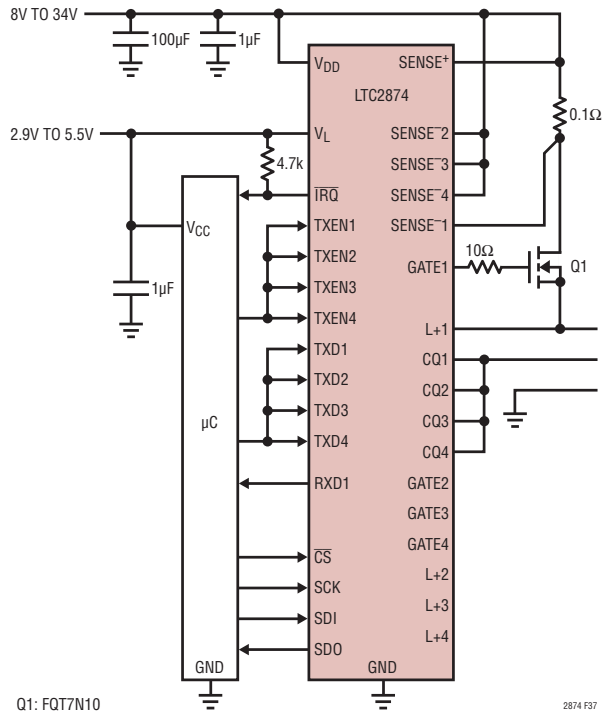 8V TO 34V
100µF
1µF
VDD
SENSE+
LTC2874
0.1Ω
2.9V TO 5.5V
VL
SENSE–2
4.7k
SENSE–3
IRQ
SENSE–4
VCC
TXEN1
SENSE–1
TXEN2
10Ω
GATE1
Q1
TXEN3
1µF
TXEN4
L+1
TXD1
CQ1
TXD2
CQ2
TXD3
CQ3
µC
TXD4
CQ4
RXD1
GATE2
GATE3
GATE4
CS
L+2
SCK
L+3
SDI
L+4
SDO
GND
GND
Q1: FQT7N10
2874 F37